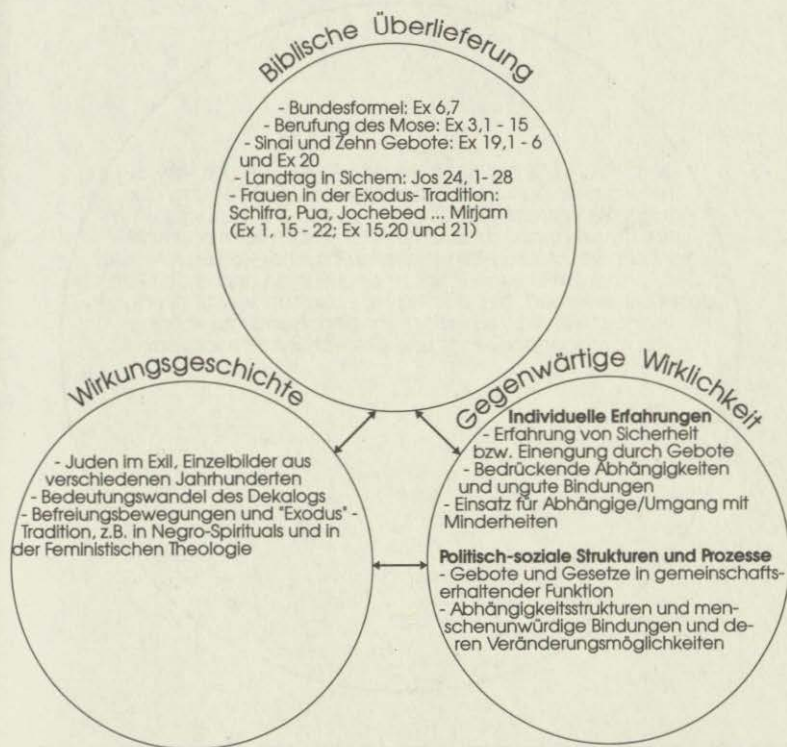 Biblische Überlieferung
- Bundesformel: Ex 6,7
- Berufung des Mose: Ex 3,1 - 15
- Sinai und Zehn Gebote: Ex 19,1 - 6
und Ex 20
- Landtag in Sichem: Jos 24, 1- 28
- Frauen in der Exodus- Tradition:
Schifra, Pua, Jochebed ... Mirjam
(Ex 1, 15 - 22; Ex 15,20 und 21)
Wirkungsgeschichte
- Juden im Exil, Einzelbilder aus
verschiedenen Jahrhunderten
- Bedeutungswandel des Dekalogs
- Befreiungsbewegungen und "Exodus" -
Tradition, z.B. in Negro-Spirituals und in
der Feministischen Theologie
Gegenwärtige Wirklichkeit
Individuelle Erfahrungen
- Erfahrung von Sicherheit
bzw. Einengung durch Gebote
- Bedrückende Abhängigkeiten
und ungute Bindungen
- Einsatz für Abhängige/Umgang mit
Minderheiten
Politisch-soziale Strukturen und Prozesse
- Gebote und Gesetze in gemeinschafts-
erhaltender Funktion
- Abhängigkeitsstrukturen und men-
schenunwürdige Bindungen und de-
ren Veränderungsmöglichkeiten